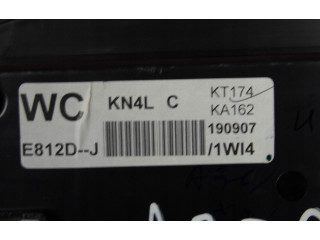 WC KN4L C KT174
KA162
190907
E812D--J /1WI4